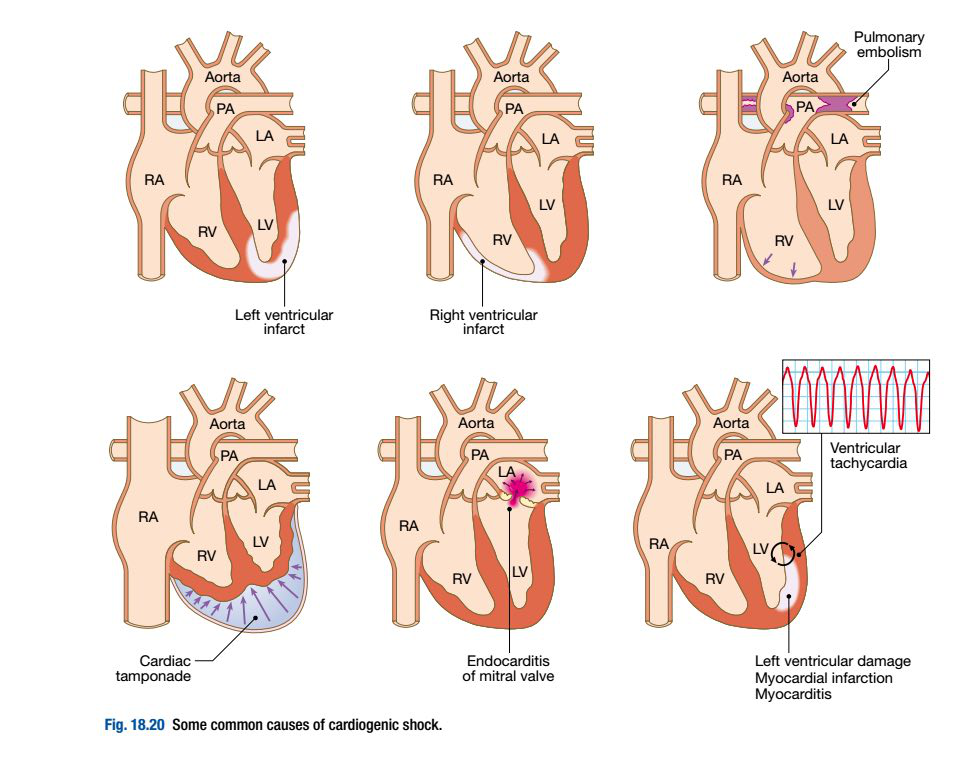 Aorta
PA
LA
RA
RV
LV
Left ventricular
infarct
Aorta
PA
LA
RA
LV
RV
Right ventricular
infarct
Pulmonary
embolism
Aorta
PA
LA
RA
LV
RV
Aorta
PA
LA
RA
LV
RV
Cardiac
tamponade
Aorta
PA
LA
RA
LV
RV
Endocarditis
of mitral valve
Aorta
PA
LA
RA
LV
RV
Ventricular
tachycardia
Left ventricular damage
Myocardial infarction
Myocarditis
Fig. 18.20 Some common causes of cardiogenic shock.